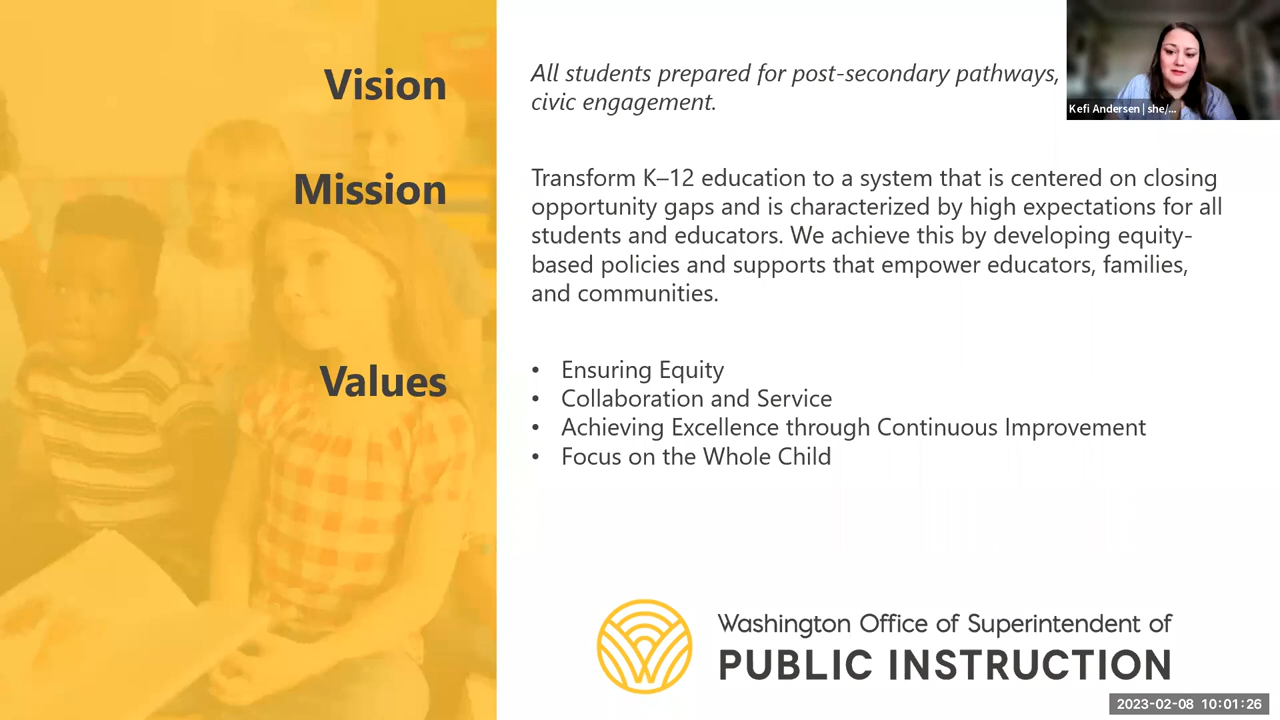 Vision
All students prepared for post-secondary pathways,
civic engagement.
Mission
Transform K–12 education to a system that is centered on closing
opportunity gaps and is characterized by high expectations for all
students and educators. We achieve this by developing equity-
based policies and supports that empower educators, families,
and communities.
Values
• Ensuring Equity
• Collaboration and Service
• Achieving Excellence through Continuous Improvement
• Focus on the Whole Child
Washington Office of Superintendent of
PUBLIC INSTRUCTION
Kefi Andersen | she/...
2023-02-08 10:01:26